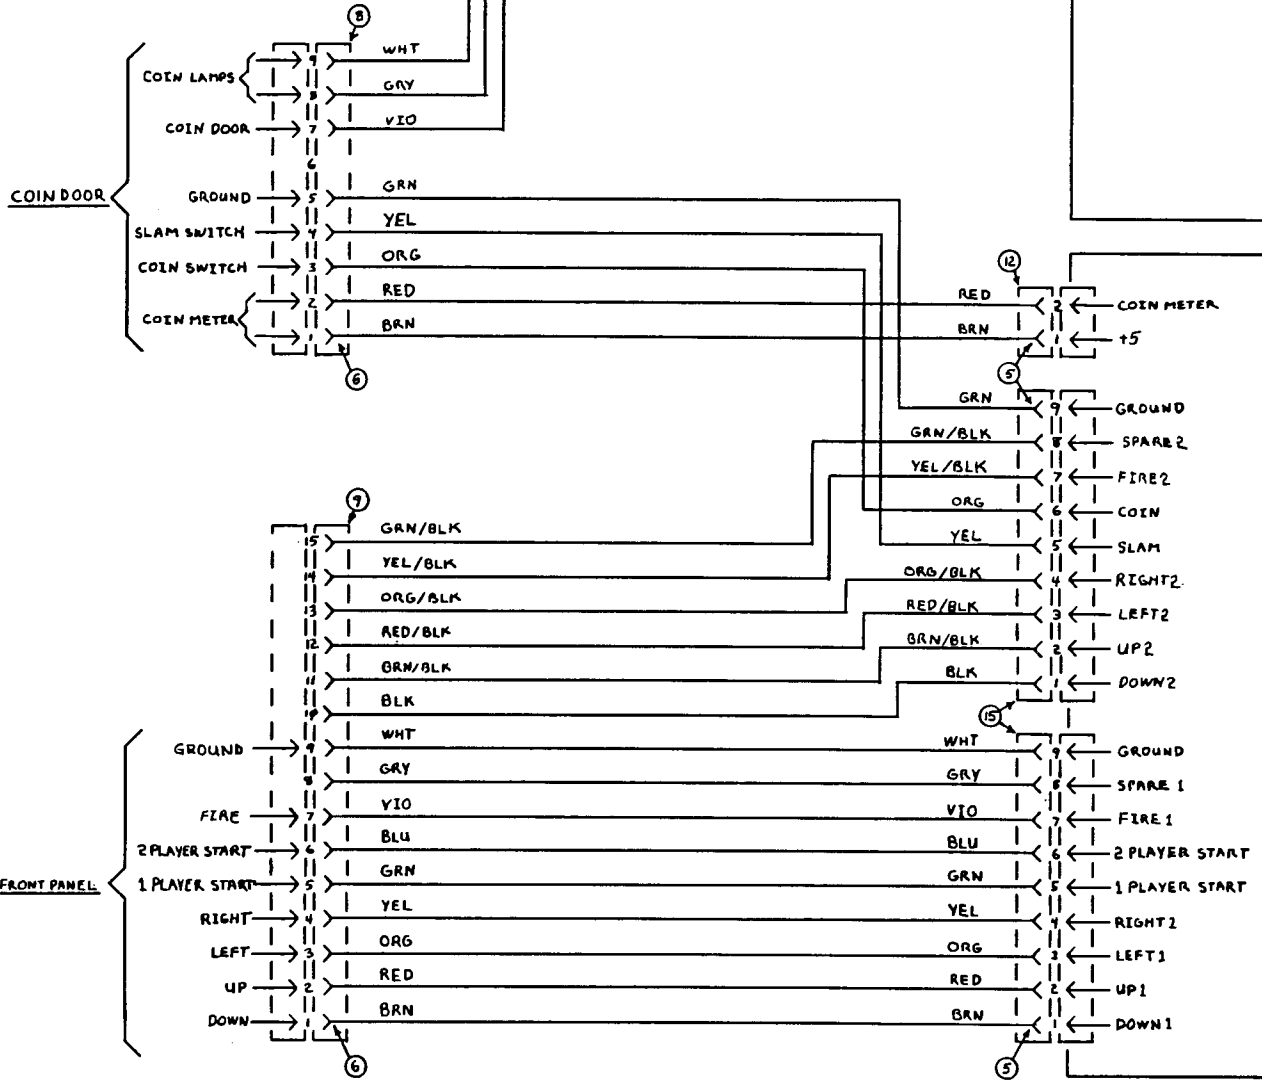 8
COIN LAMPS 9 WHT
8 GRY
COIN DOOR 7 VIO
6
COIN DOOR
GROUND 5 GRN
SLAM SWITCH 4 YEL
COIN SWITCH 3 ORG
COIN METER 2 RED
1 BRN
6
12
RED 2 COIN METER
BRN 1 +5
5
GRN 9 GROUND
GRN/BLK 8 SPARE 2
YEL/BLK 7 FIRE 2
ORG 6 COIN
YEL 5 SLAM
ORG/BLK 4 RIGHT 2
RED/BLK 3 LEFT 2
BRN/BLK 2 UP 2
BLK 1 DOWN 2
15
9
15 GRN/BLK
14 YEL/BLK
13 ORG/BLK
12 RED/BLK
11 BRN/BLK
10 BLK
FRONT PANEL
GROUND 9 WHT
8 GRY
FIRE 7 VIO
2 PLAYER START 6 BLU
1 PLAYER START 5 GRN
RIGHT 4 YEL
LEFT 3 ORG
UP 2 RED
DOWN 1 BRN
6
WHT 9 GROUND
GRY 8 SPARE 1
VIO 7 FIRE 1
BLU 6 2 PLAYER START
GRN 5 1 PLAYER START
YEL 4 RIGHT 2
ORG 3 LEFT 1
RED 2 UP 1
BRN 1 DOWN 1
5